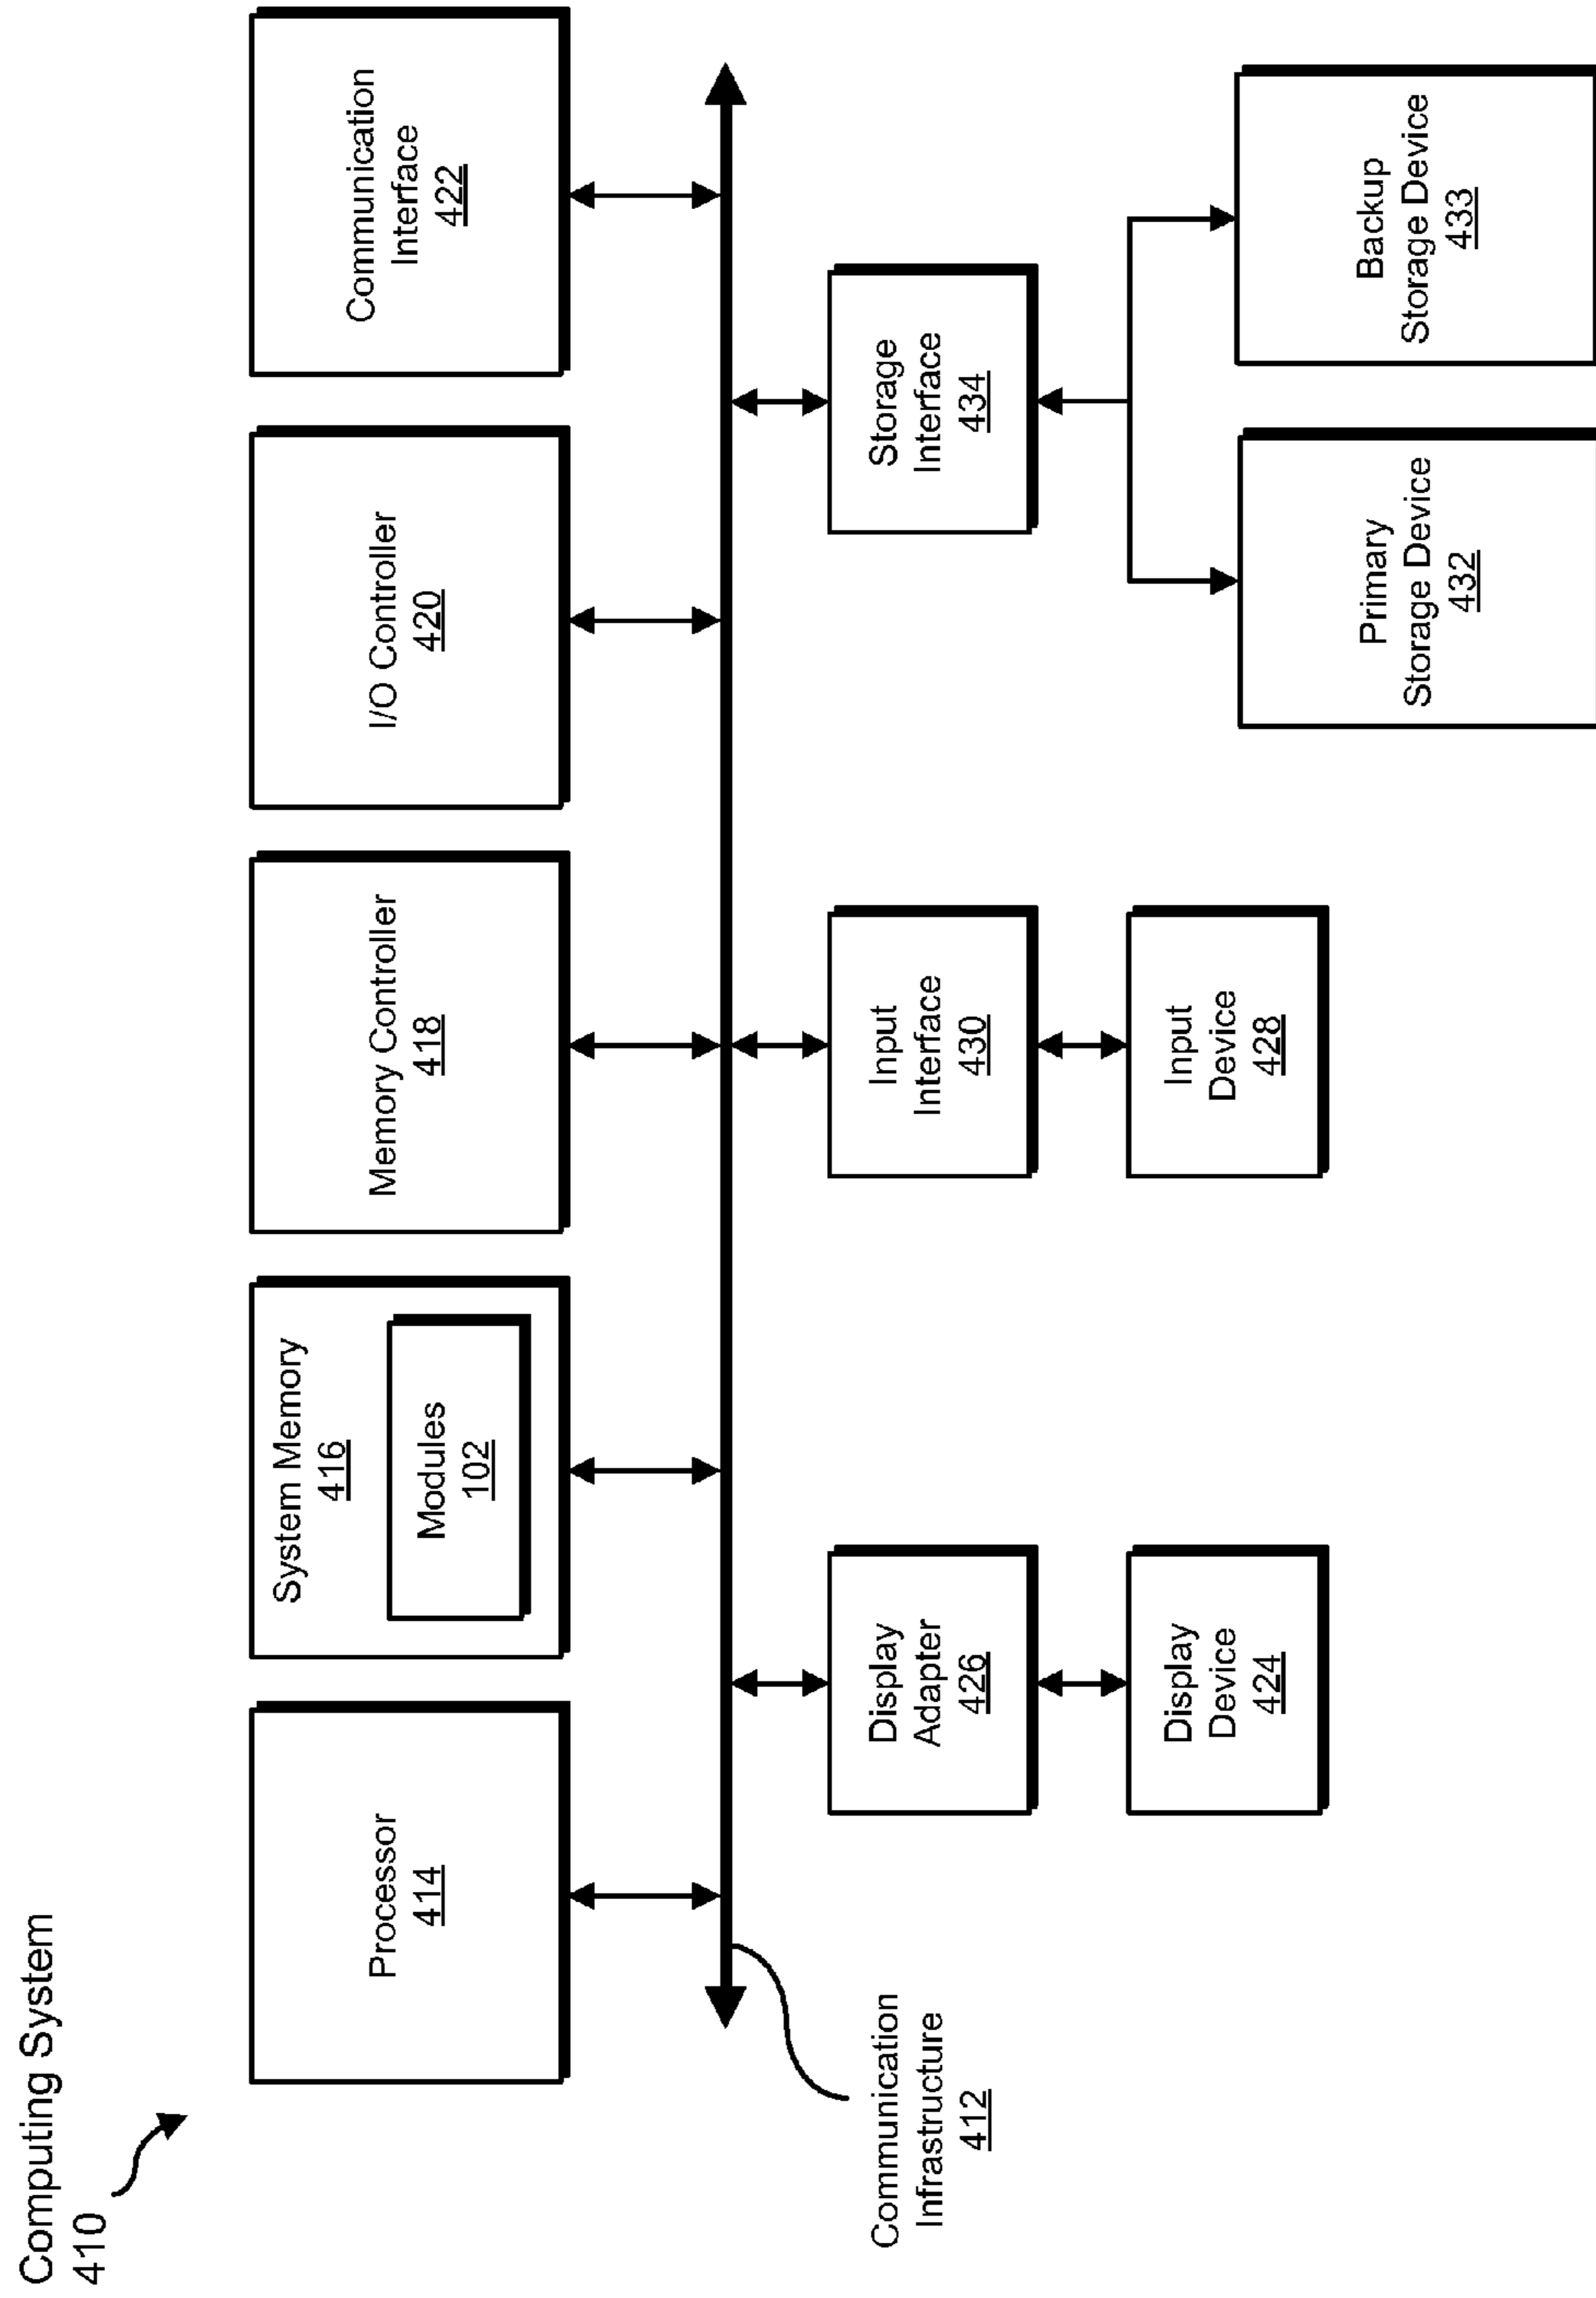 Computing System
410
Processor
414
System Memory
416
Modules
102
Memory Controller
418
I/O Controller
420
Communication
Interface
422
Communication
Infrastructure
412
Display
Adapter
426
Input
Interface
430
Storage
Interface
434
Display
Device
424
Input
Device
428
Primary
Storage Device
432
Backup
Storage Device
433